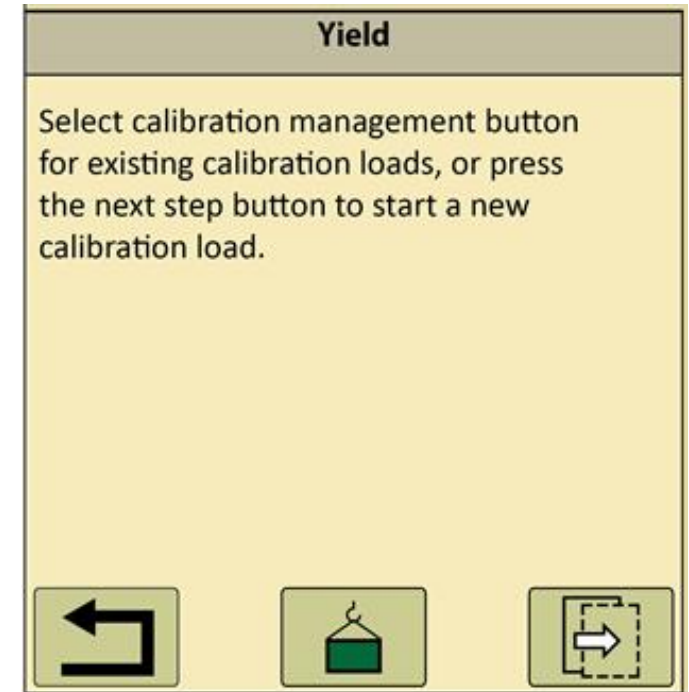 Yield
Select calibration management button
for existing calibration loads, or press
the next step button to start a new
calibration load.